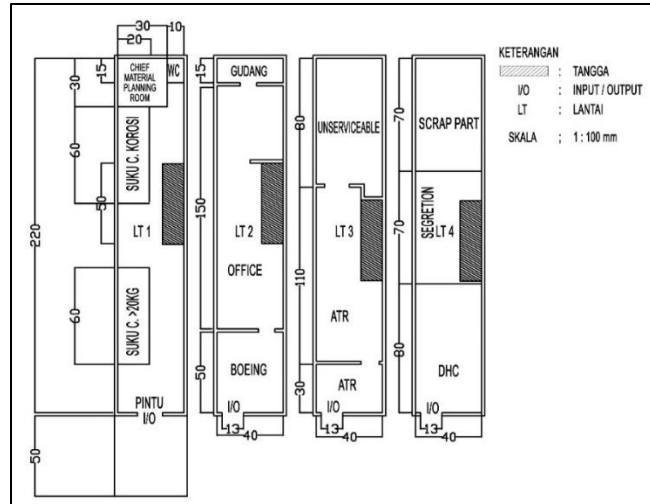 30
10
20
15
30
CHIEF
MATERIAL
PLANNING
ROOM
WC
SUKU C. KOROSI
60
50
220
LT 1
SUKU C. >20KG
60
PINTU
I/O
50
15
GUDANG
150
LT 2
OFFICE
50
BOEING
I/O
13
40
80
UNSERVICEABLE
LT 3
110
ATR
30
ATR
I/O
13
40
70
SCRAP PART
70
SEGRETION
LT 4
80
DHC
I/O
13
40
KETERANGAN
: TANGGA
I/O : INPUT / OUTPUT
LT : LANTAI
SKALA ; 1 : 100 mm